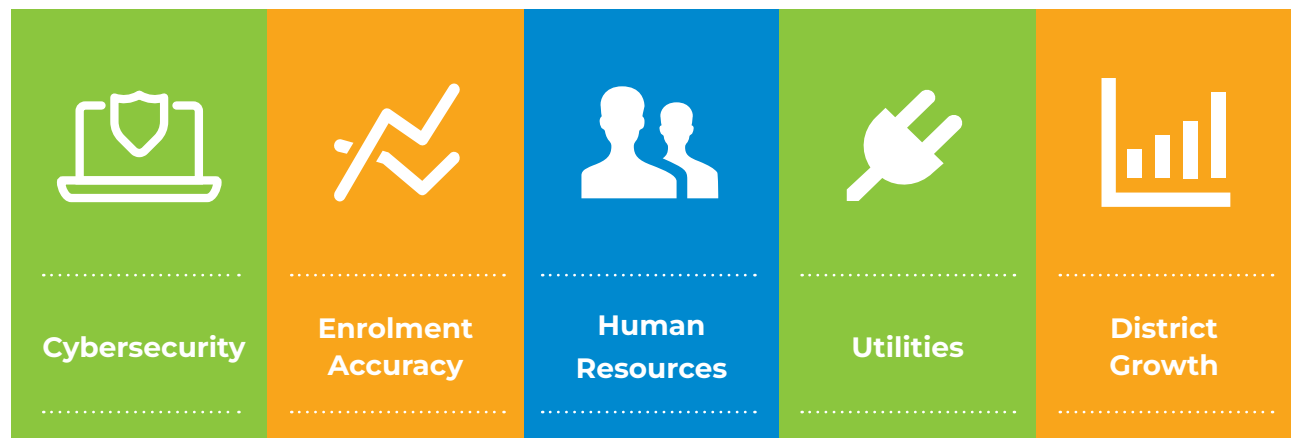 Cybersecurity
Enrolment
Accuracy
Human
Resources
Utilities
District
Growth